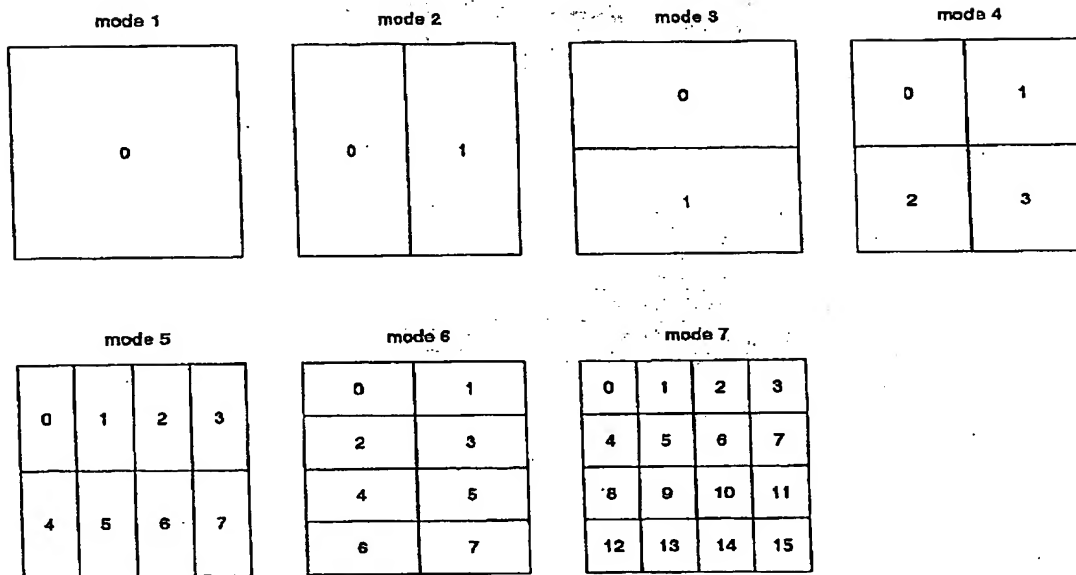 mode 1
mode 2
mode 3
mode 4
0
0 1
0
1
0 1
2 3
mode 5
mode 6
mode 7
0 1 2 3
4 5 6 7
0 1
2 3
4 5
6 7
0 1 2 3
4 5 6 7
8 9 10 11
12 13 14 15